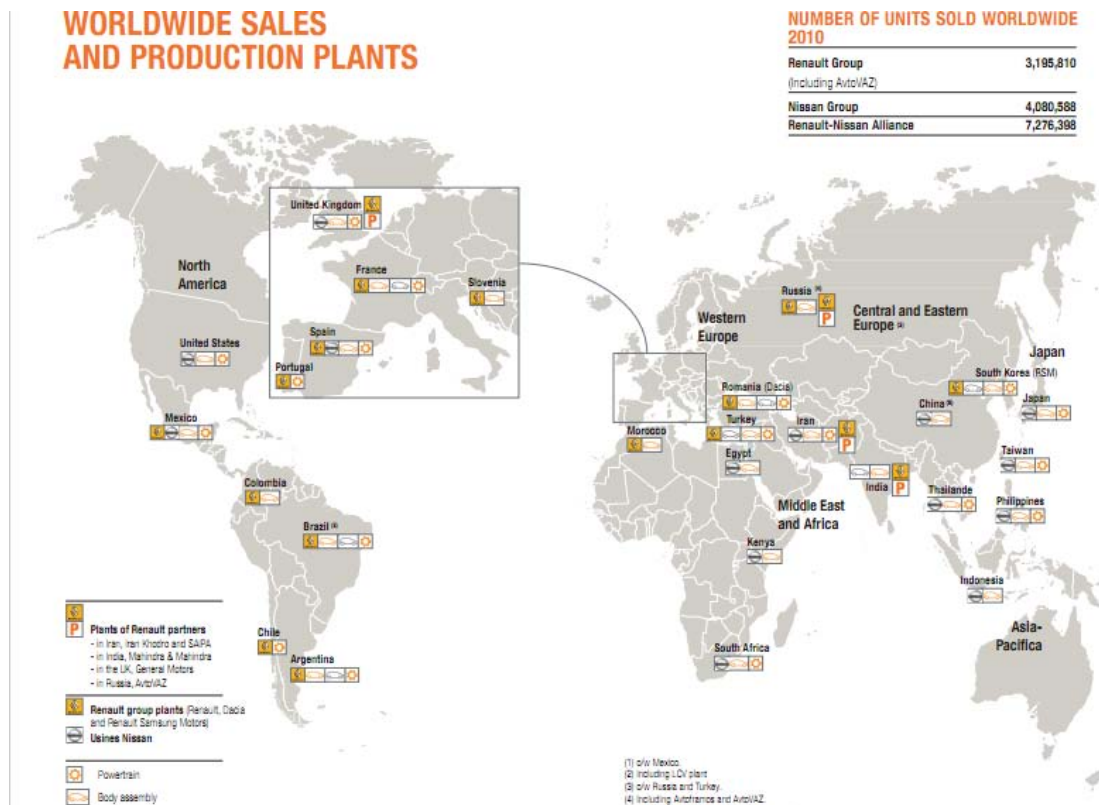 WORLDWIDE SALES
AND PRODUCTION PLANTS
NUMBER OF UNITS SOLD WORLDWIDE
2010
Renault Group 3,195,810
(Including AvtoVAZ)
Nissan Group 4,080,588
Renault-Nissan Alliance 7,276,398
United Kingdom
P
North
America
France
Slovenia
Spain
Portugal
United States
Mexico
Colombia
Brazil
Chile
Argentina
Western
Europe
Russia (4)
P
Central and Eastern
Europe
Japan
South Korea (RSM)
Romania (Dacia)
China
Japan
Morocco
Turkey
Iran
P
Egypt
Taiwan
India
P
Thailande
Philippines
Middle East
and Africa
Kenya
Indonesia
Asia-
Pacifica
South Africa
P
Plants of Renault partners
- in Iran, Iran Khodro and SAIPA
- in India, Mahindra & Mahindra
- in the UK, General Motors
- in Russia, AvtoVAZ
Renault group plants (Renault, Dacia
and Renault Samsung Motors)
Usines Nissan
Powertrain
Body assembly
(1) o/w Mexico.
(2) Including LCV plant
(3) o/w Russia and Turkey.
(4) Including Avtoframos and AvtoVAZ.